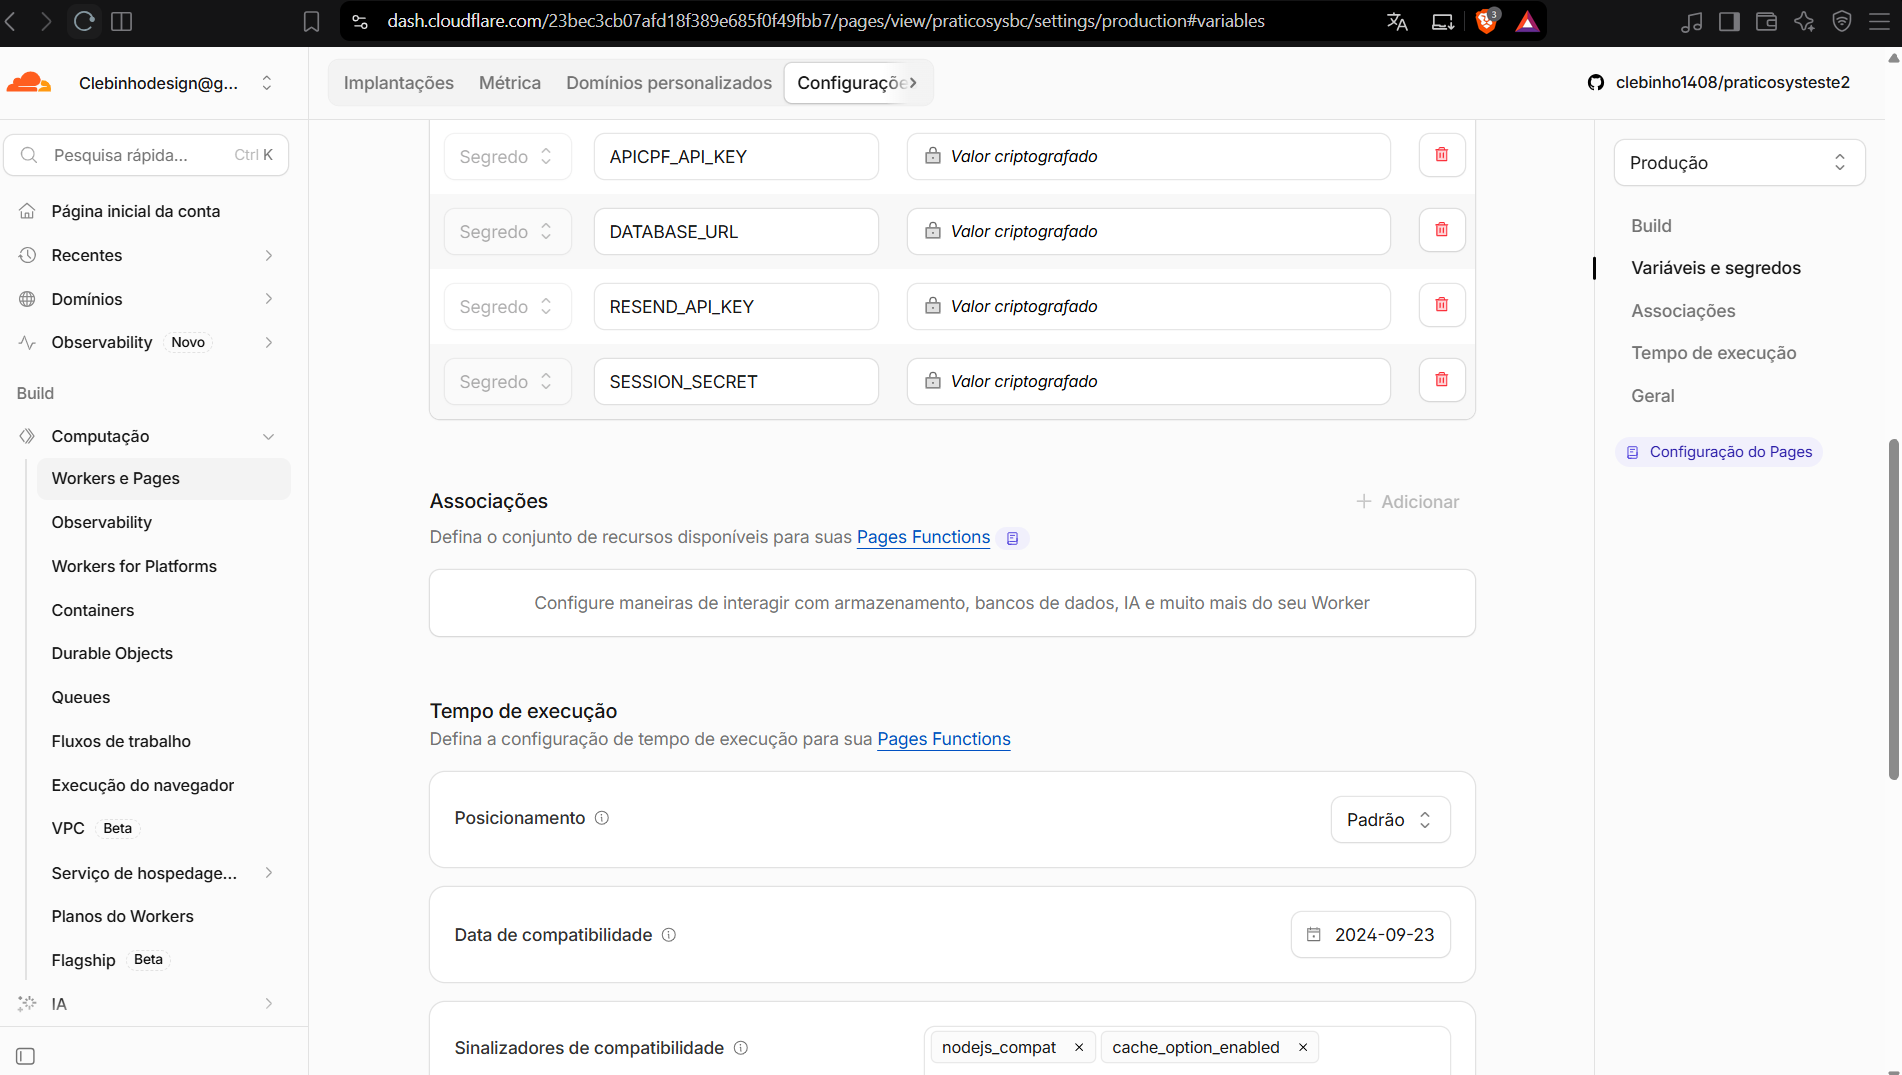 dash.cloudflare.com/23bec3cb07afd18f389e685f0f49fbb7/pages/view/praticosysbc/settings/production#variables
3
Clebinhodesign@g...
Implantações
Métrica
Domínios personalizados
Configuraçõe
clebinho1408/praticosysteste2
Pesquisa rápida...
Ctrl K
Página inicial da conta
Recentes
Domínios
Observability
Novo
Build
Computação
Workers e Pages
Observability
Workers for Platforms
Containers
Durable Objects
Queues
Fluxos de trabalho
Execução do navegador
VPC
Beta
Serviço de hospedage...
Planos do Workers
Flagship
Beta
IA
Segredo
APICPF_API_KEY
Valor criptografado
Segredo
DATABASE_URL
Valor criptografado
Segredo
RESEND_API_KEY
Valor criptografado
Segredo
SESSION_SECRET
Valor criptografado
Associações
Adicionar
Defina o conjunto de recursos disponíveis para suas Pages Functions
Configure maneiras de interagir com armazenamento, bancos de dados, IA e muito mais do seu Worker
Tempo de execução
Defina a configuração de tempo de execução para sua Pages Functions
Posicionamento
Padrão
Data de compatibilidade
2024-09-23
Sinalizadores de compatibilidade
nodejs_compat ×
cache_option_enabled ×
Produção
Build
Variáveis e segredos
Associações
Tempo de execução
Geral
Configuração do Pages